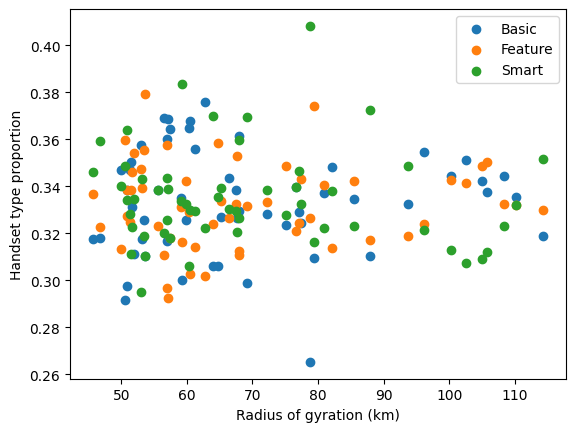 Basic
Feature
Smart
Handset type proportion
0.40
0.38
0.36
0.34
0.32
0.30
0.28
0.26
50 60 70 80 90 100 110
Radius of gyration (km)